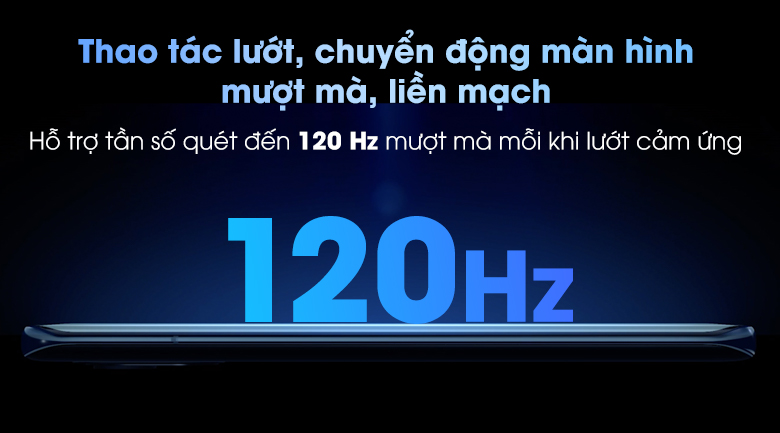 Thao tác lướt, chuyển động màn hình
mượt mà, liền mạch
Hỗ trợ tần số quét đến 120 Hz mượt mà mỗi khi lướt cảm ứng
120Hz